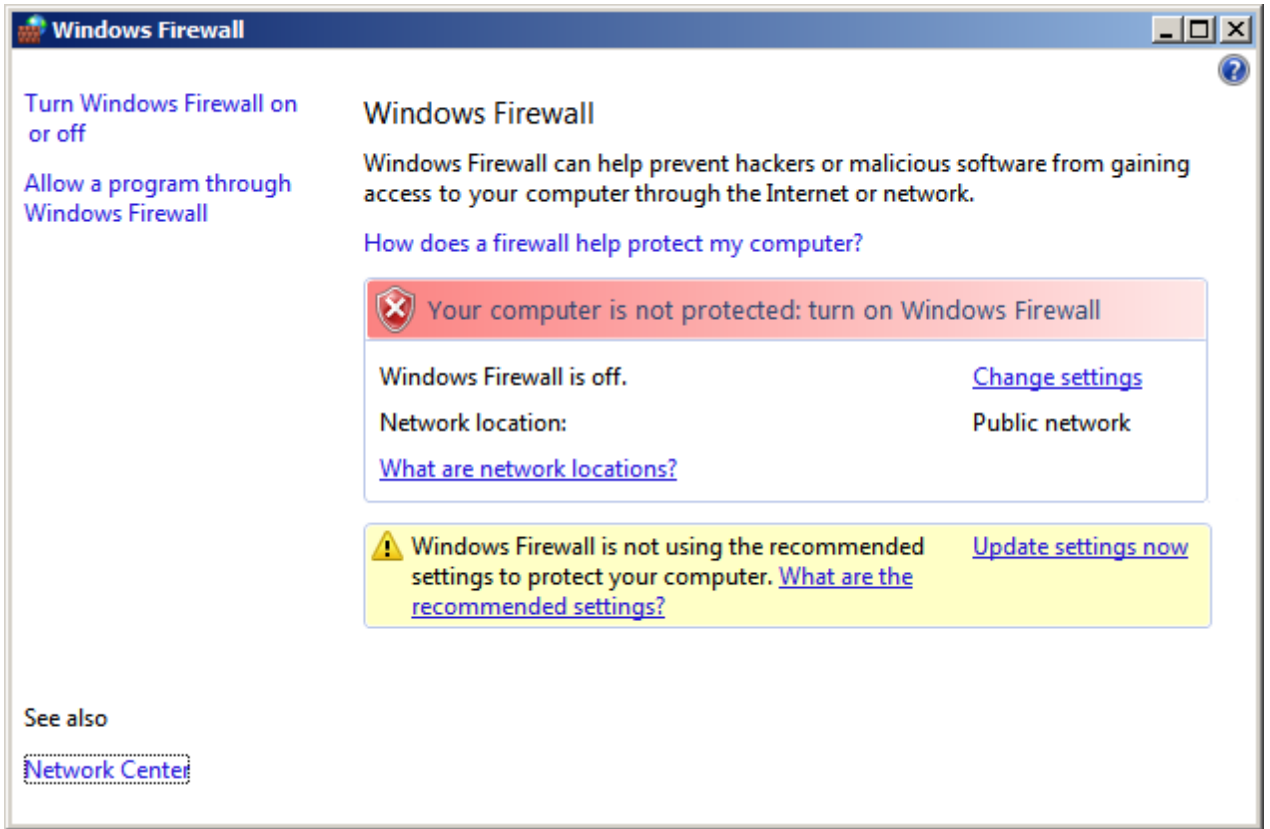 Windows Firewall
Turn Windows Firewall on
or off
Allow a program through
Windows Firewall
See also
Network Center
Windows Firewall
Windows Firewall can help prevent hackers or malicious software from gaining
access to your computer through the Internet or network.
How does a firewall help protect my computer?
Your computer is not protected: turn on Windows Firewall
Windows Firewall is off. Change settings
Network location: Public network
What are network locations?
Windows Firewall is not using the recommended Update settings now
settings to protect your computer. What are the
recommended settings?